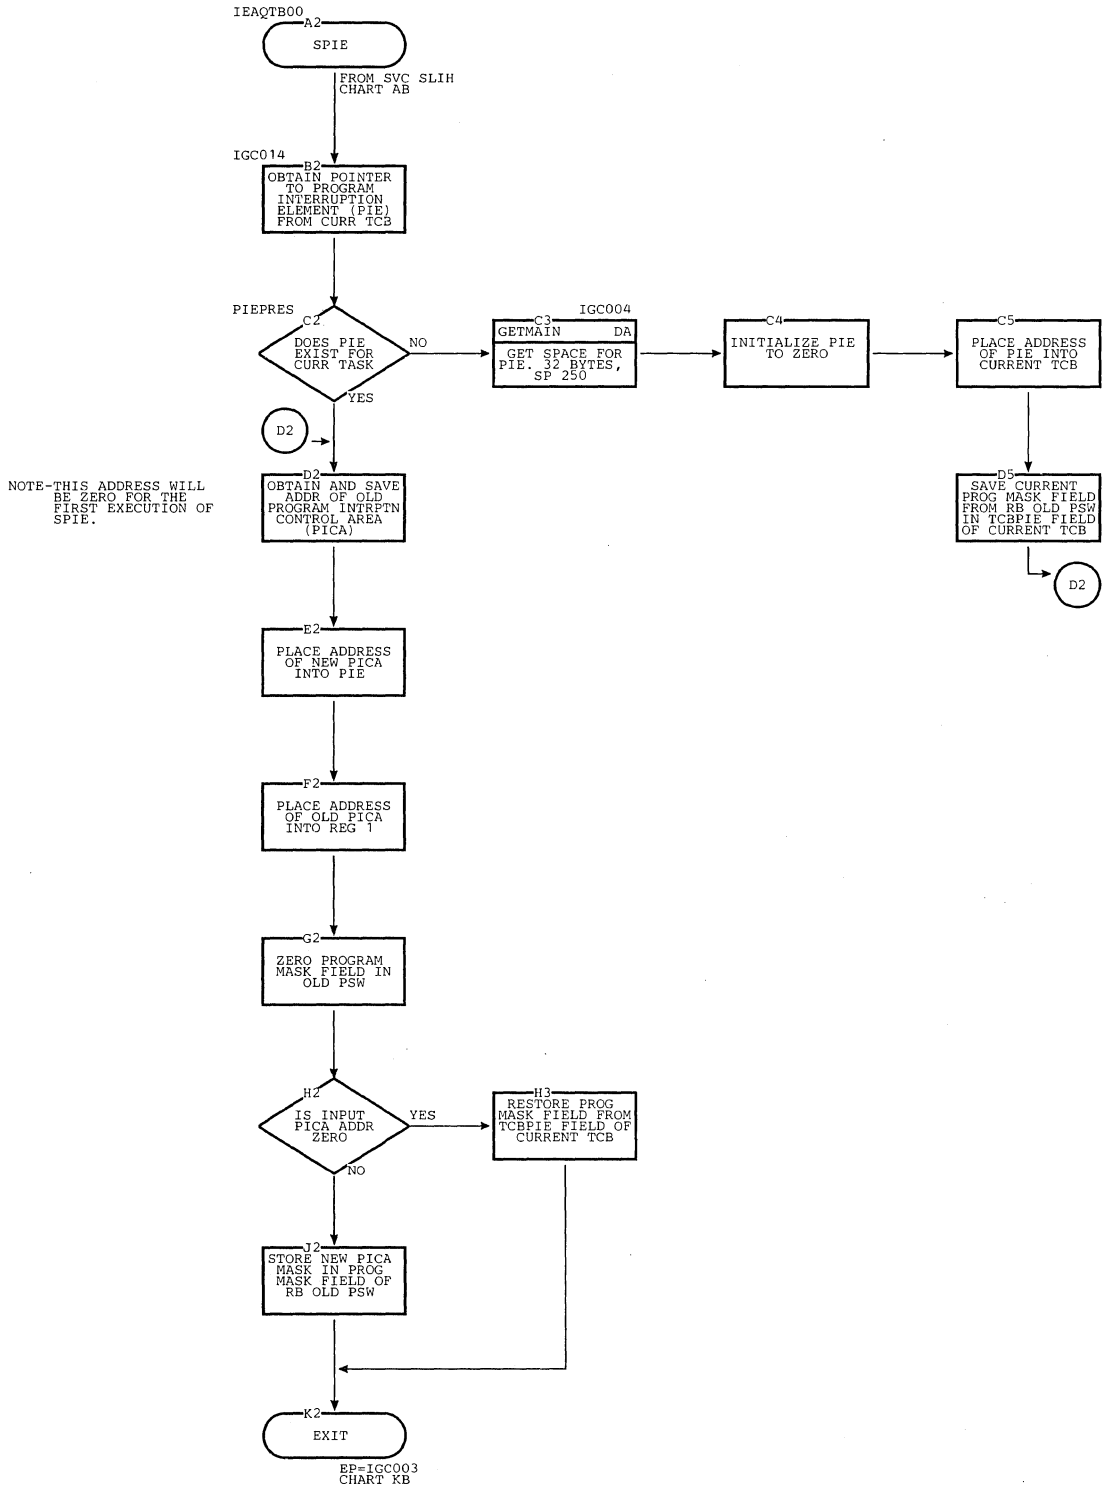 IEAQTB00
A2
SPIE
FROM SVC SLIH
CHART AB
IGC014
B2
OBTAIN POINTER
TO PROGRAM
INTERRUPTION
ELEMENT (PIE)
FROM CURR TCB
PIEPRES
C2
DOES PIE
EXIST FOR
CURR TASK
NO
YES
IGC004
C3
GETMAIN DA
GET SPACE FOR
PIE. 32 BYTES,
SP 250
C4
INITIALIZE PIE
TO ZERO
C5
PLACE ADDRESS
OF PIE INTO
CURRENT TCB
D5
SAVE CURRENT
PROG MASK FIELD
FROM RB OLD PSW
IN TCBPIE FIELD
OF CURRENT TCB
D2
D2
NOTE-THIS ADDRESS WILL
BE ZERO FOR THE
FIRST EXECUTION OF
SPIE.
D2
OBTAIN AND SAVE
ADDR OF OLD
PROGRAM INTRPTN
CONTROL AREA
(PICA)
E2
PLACE ADDRESS
OF NEW PICA
INTO PIE
F2
PLACE ADDRESS
OF OLD PICA
INTO REG 1
G2
ZERO PROGRAM
MASK FIELD IN
OLD PSW
H2
IS INPUT
PICA ADDR
ZERO
YES
NO
H3
RESTORE PROG
MASK FIELD FROM
TCBPIE FIELD OF
CURRENT TCB
J2
STORE NEW PICA
MASK IN PROG
MASK FIELD OF
RB OLD PSW
K2
EXIT
EP=IGC003
CHART KB